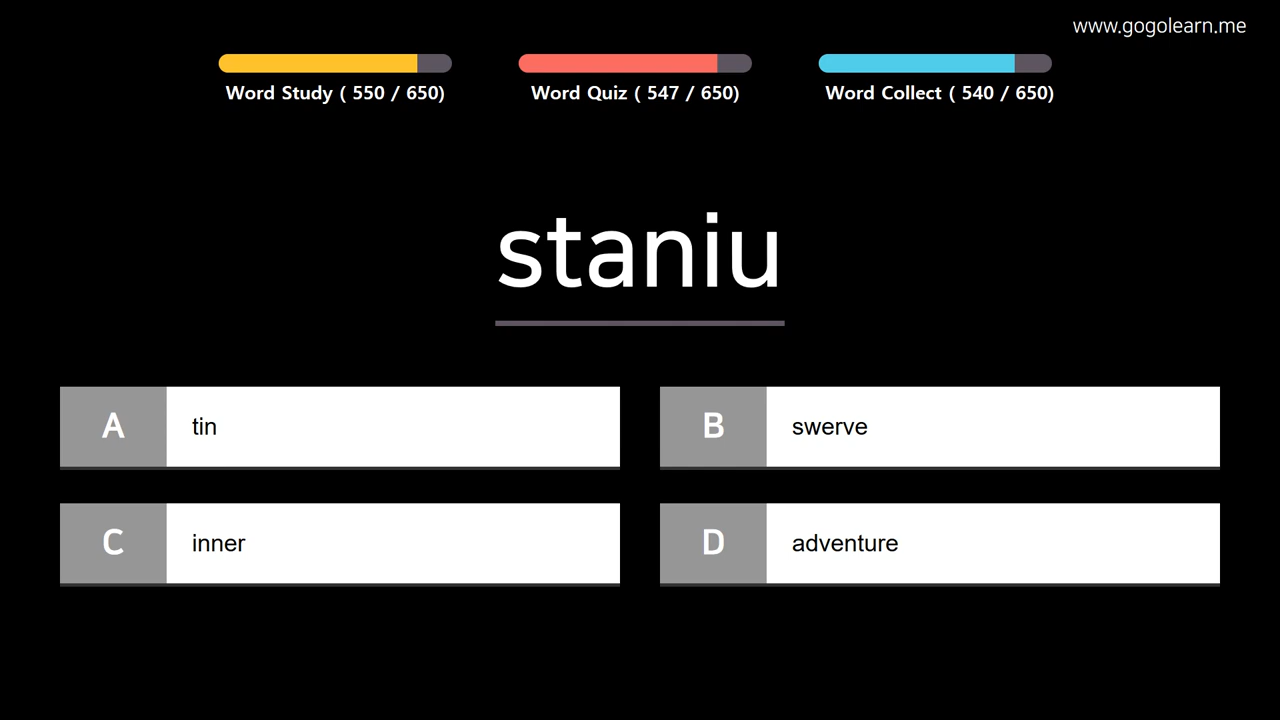 www.gogolearn.me
Word Study ( 550 / 650)
Word Quiz ( 547 / 650)
Word Collect ( 540 / 650)
staniu
A tin
B swerve
C inner
D adventure